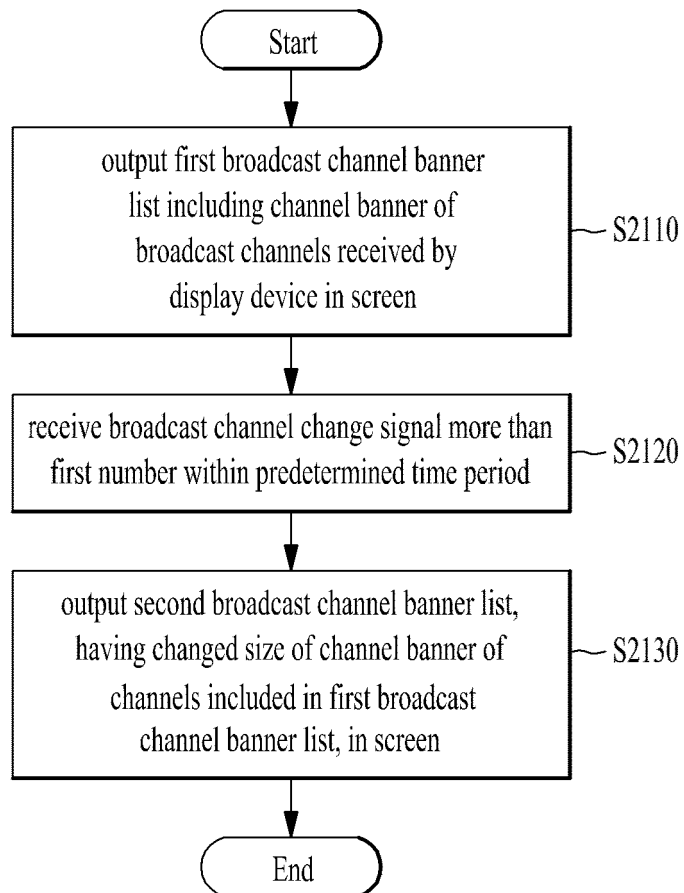 Start
output first broadcast channel banner
list including channel banner of
broadcast channels received by
display device in screen
S2110
receive broadcast channel change signal more than
first number within predetermined time period
S2120
output second broadcast channel banner list,
having changed size of channel banner of
channels included in first broadcast
channel banner list, in screen
S2130
End